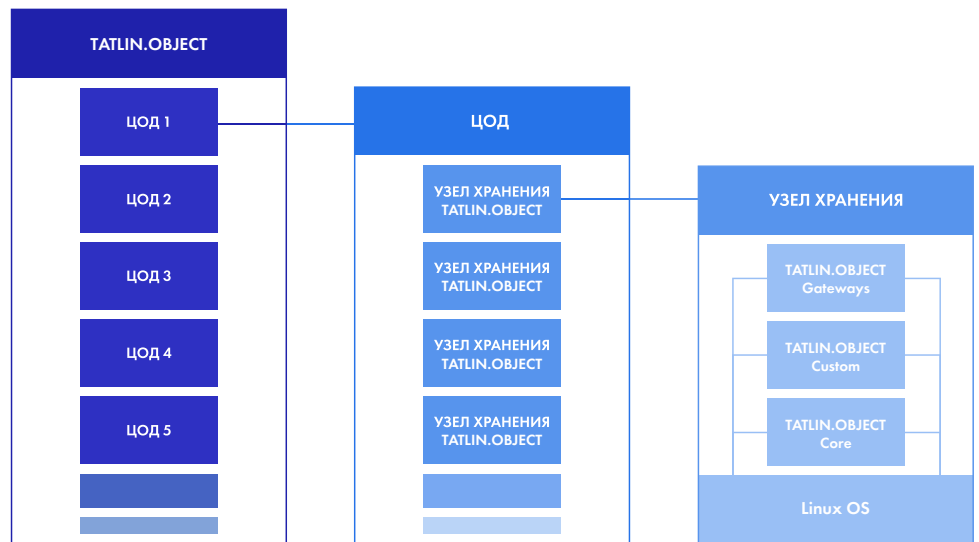 TATLIN.OBJECT
ЦОД 1
ЦОД 2
ЦОД 3
ЦОД 4
ЦОД 5
ЦОД
УЗЕЛ ХРАНЕНИЯ
TATLIN.OBJECT
УЗЕЛ ХРАНЕНИЯ
TATLIN.OBJECT
УЗЕЛ ХРАНЕНИЯ
TATLIN.OBJECT
УЗЕЛ ХРАНЕНИЯ
TATLIN.OBJECT
УЗЕЛ ХРАНЕНИЯ
TATLIN.OBJECT
Gateways
TATLIN.OBJECT
Custom
TATLIN.OBJECT
Core
Linux OS